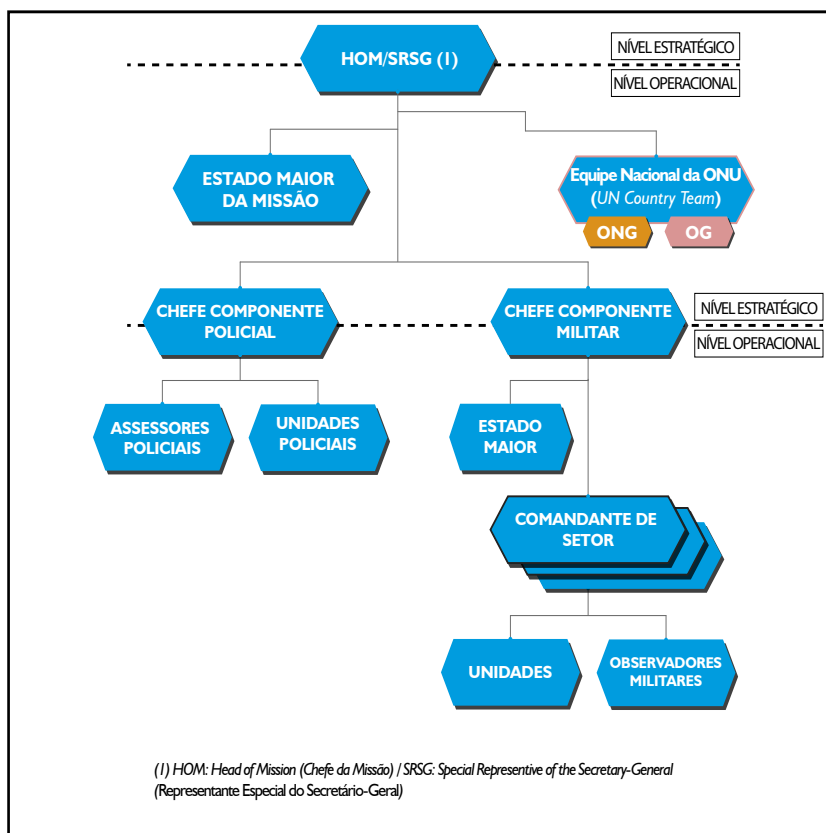 HOM/SRSG (1)
NÍVEL ESTRATÉGICO
NÍVEL OPERACIONAL
ESTADO MAIOR
DA MISSÃO
Equipe Nacional da ONU
(UN Country Team)
ONG
OG
CHEFE COMPONENTE
POLICIAL
CHEFE COMPONENTE
MILITAR
NÍVEL ESTRATÉGICO
NÍVEL OPERACIONAL
ASSESSORES
POLICIAIS
UNIDADES
POLICIAIS
ESTADO
MAIOR
COMANDANTE DE
SETOR
UNIDADES
OBSERVADORES
MILITARES
(1) HOM: Head of Mission (Chefe da Missão) / SRSG: Special Representive of the Secretary-General
(Representante Especial do Secretário-Geral)